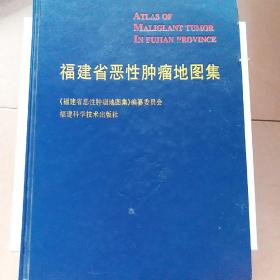 ATLAS OF
MALIGLANT TUMOR
IN FUJIAN PROVINCE
福建省恶性肿瘤地图集
《福建省恶性肿瘤地图集》编纂委员会
福建科学技术出版社